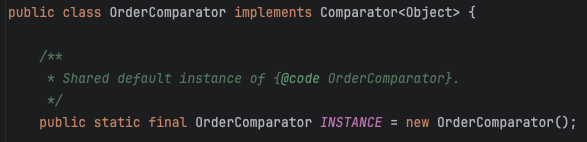 public class OrderComparator implements Comparator<Object> {
/**
* Shared default instance of {@code OrderComparator}.
*/
public static final OrderComparator INSTANCE = new OrderComparator();